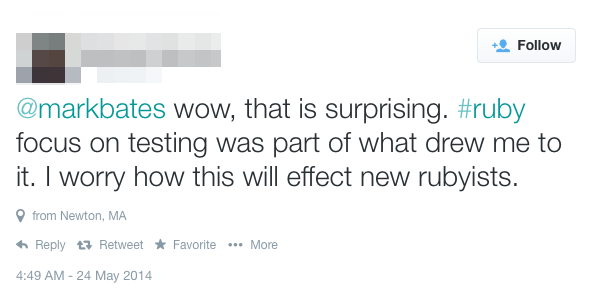 Follow
@markbates wow, that is surprising. #ruby
focus on testing was part of what drew me to
it. I worry how this will effect new rubyists.
from Newton, MA
Reply Retweet Favorite ••• More
4:49 AM - 24 May 2014